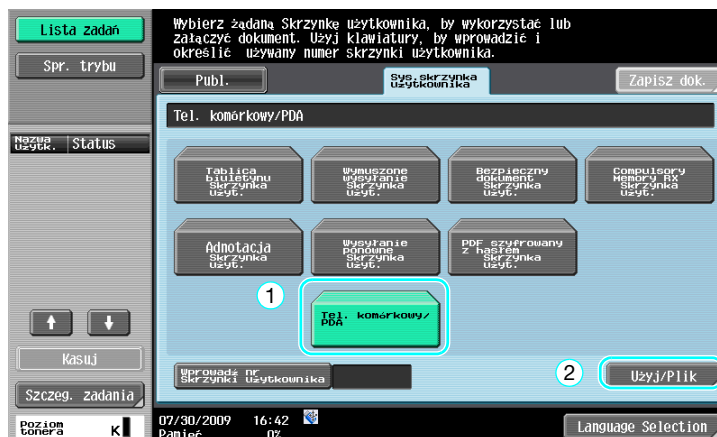 Lista zadań
Spr. trybu
Nazwa użytk.
Status
Kasuj
Szczeg. zadania
Poziom tonera
K
Wybierz żądaną Skrzynkę użytkownika, by wykorzystać lub
załączyć dokument. Użyj klawiatury, by wprowadzić i
określić używany numer skrzynki użytkownika.
Publ.
Sys.skrzynka
użytkownika
Zapisz dok.
Tel. komórkowy/PDA
Tablica
biuletynu
Skrzynka
użyt.
Wymuszone
wysyłanie
Skrzynka
użyt.
Bezpieczny
dokument
Skrzynka
użyt.
Compulsory
Memory RX
Skrzynka
użyt.
Adnotacja
Skrzynka
użyt.
Wysyłanie
ponowne
Skrzynka
użyt.
PDF szyfrowany
z hasłem
Skrzynka
użyt.
1
Tel. komórkowy/
PDA
Wprowadź nr
Skrzynki użytkownika
2
Użyj/Plik
07/30/2009 16:42
Pamięć 0%
Language Selection